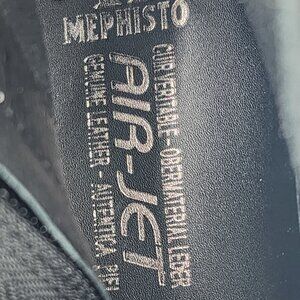 MEPHISTO
CUIR VERITABLE - OBERMATERIAL LEDER
AIR-JET
GENUINE LEATHER - AUTENTICA PIEL